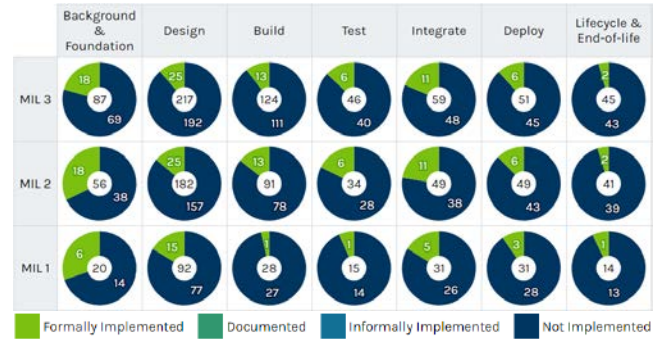 Background & Foundation Design Build Test Integrate Deploy Lifecycle & End-of-life
MIL 3
18 87 69
25 217 192
13 124 111
6 46 40
11 59 48
6 51 45
2 45 43
MIL 2
18 56 38
25 182 157
13 91 78
6 34 28
11 49 38
6 49 43
2 41 39
MIL 1
6 20 14
15 92 77
1 28 27
1 15 14
5 31 26
3 31 28
1 14 13
Formally Implemented Documented Informally Implemented Not Implemented